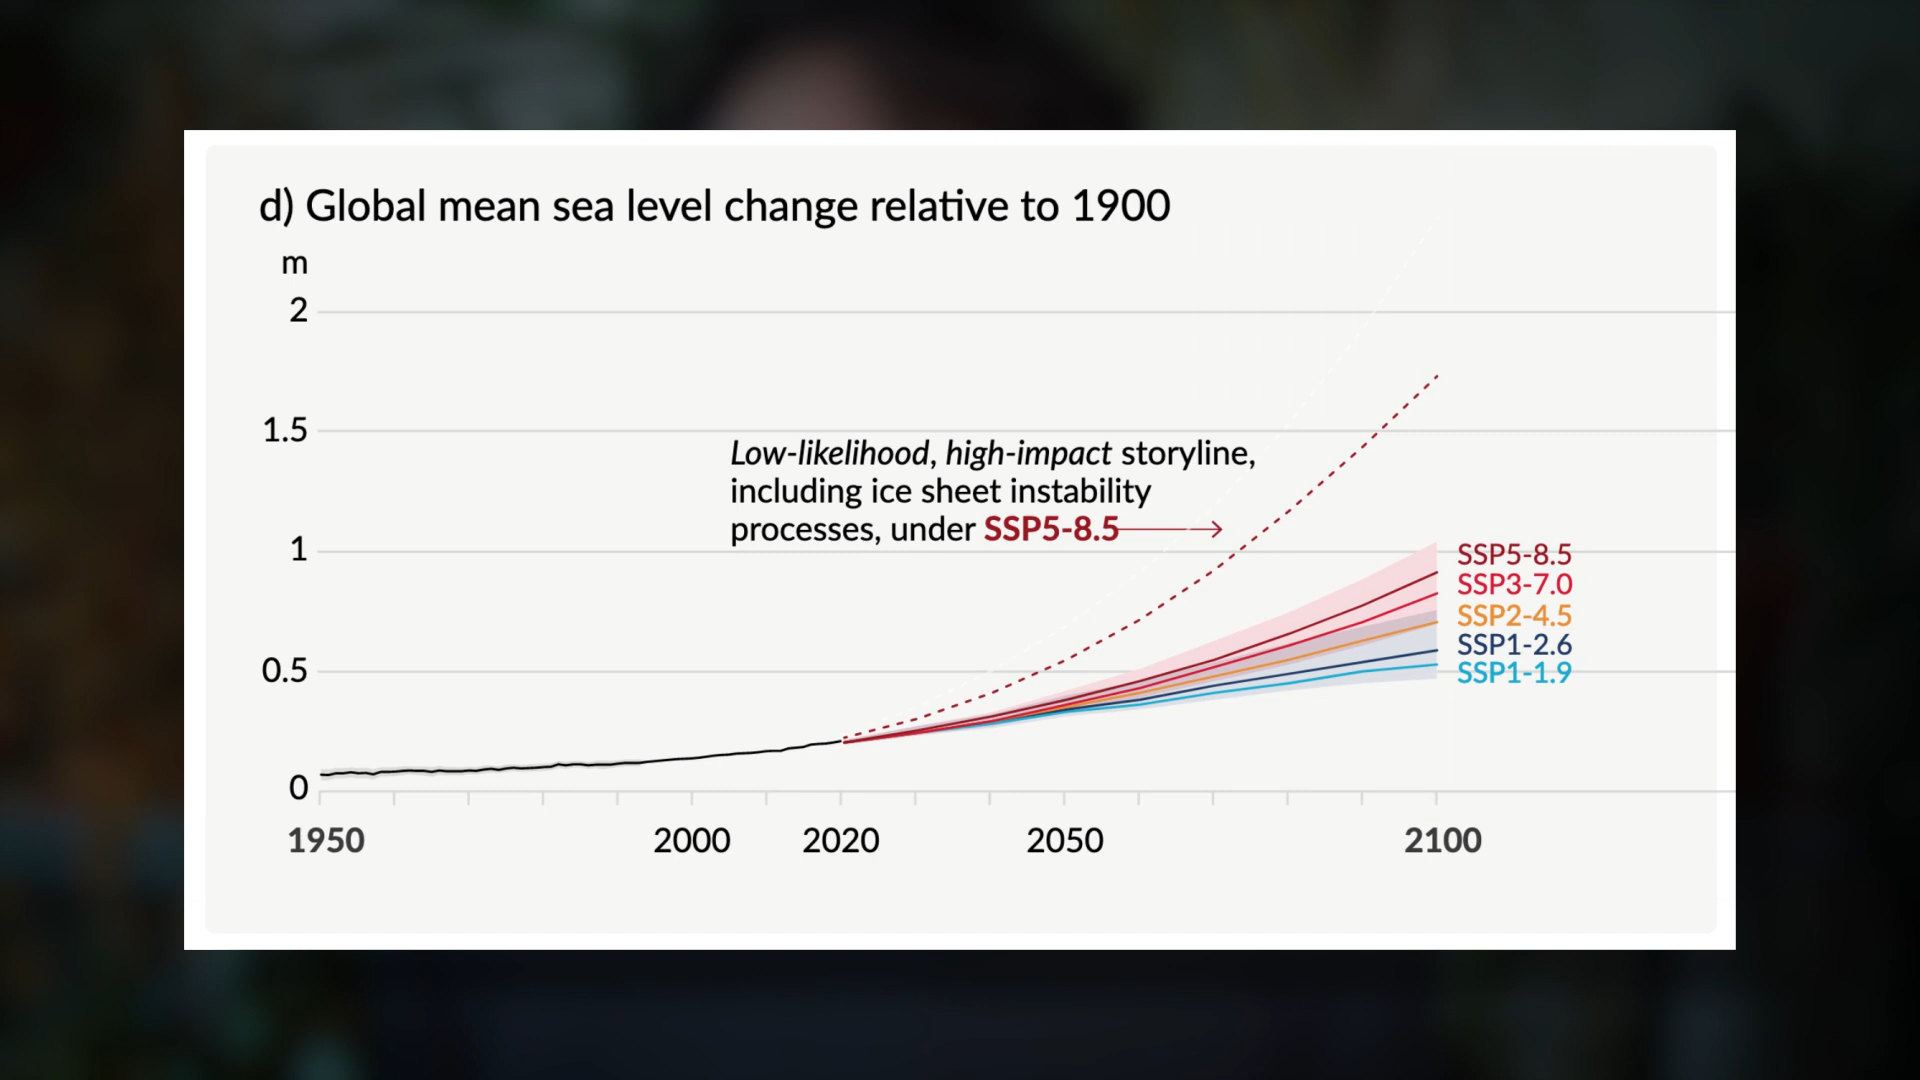 d) Global mean sea level change relative to 1900
m
2
1.5
Low-likelihood, high-impact storyline,
including ice sheet instability
processes, under SSP5-8.5
1
SSP5-8.5
SSP3-7.0
SSP2-4.5
SSP1-2.6
0.5
SSP1-1.9
0
1950 2000 2020 2050 2100